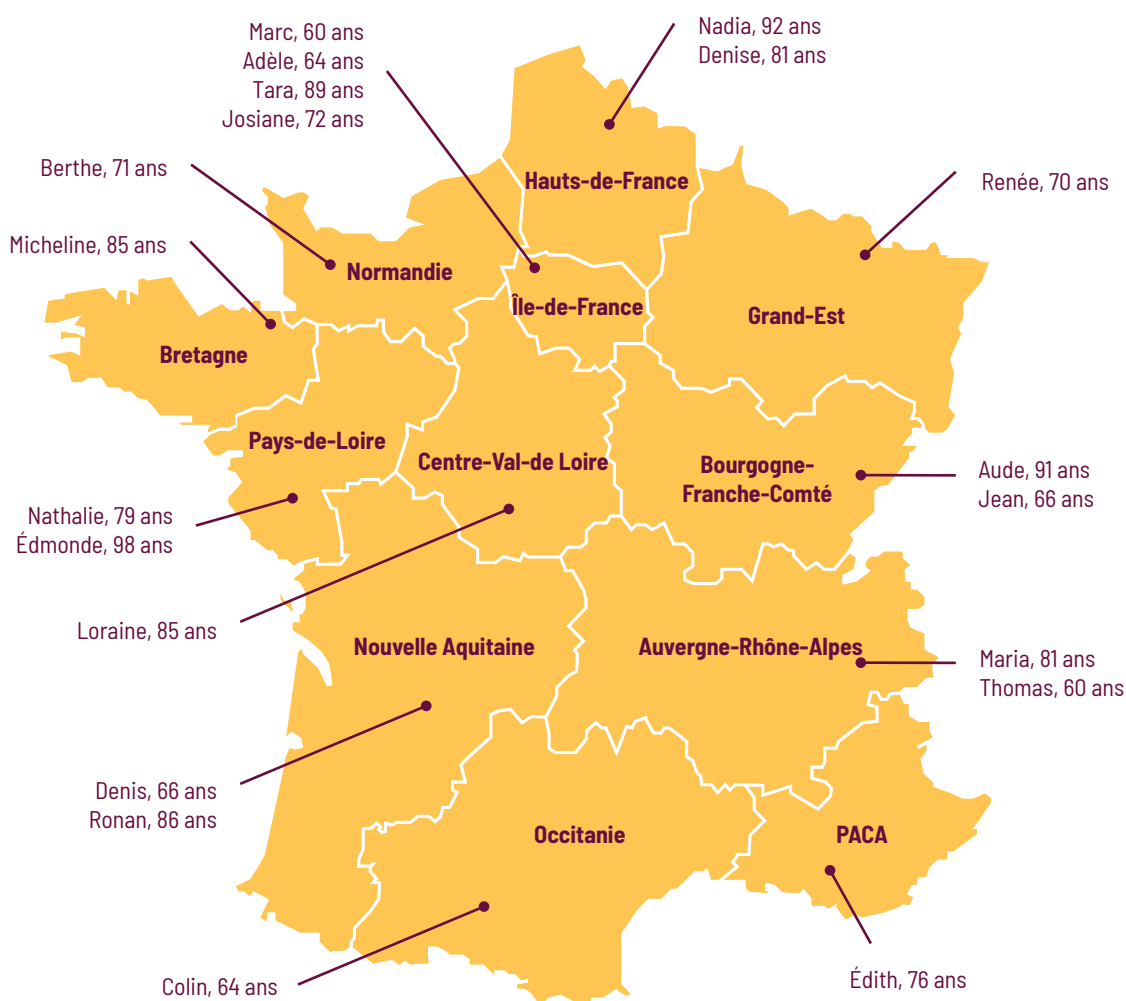 Marc, 60 ans
Adèle, 64 ans
Tara, 89 ans
Josiane, 72 ans
Nadia, 92 ans
Denise, 81 ans
Berthe, 71 ans
Renée, 70 ans
Hauts-de-France
Micheline, 85 ans
Normandie
Île-de-France
Grand-Est
Bretagne
Pays-de-Loire
Centre-Val-de Loire
Bourgogne-
Franche-Comté
Aude, 91 ans
Jean, 66 ans
Nathalie, 79 ans
Édmonde, 98 ans
Loraine, 85 ans
Nouvelle Aquitaine
Auvergne-Rhône-Alpes
Maria, 81 ans
Thomas, 60 ans
Denis, 66 ans
Ronan, 86 ans
Occitanie
PACA
Colin, 64 ans
Édith, 76 ans